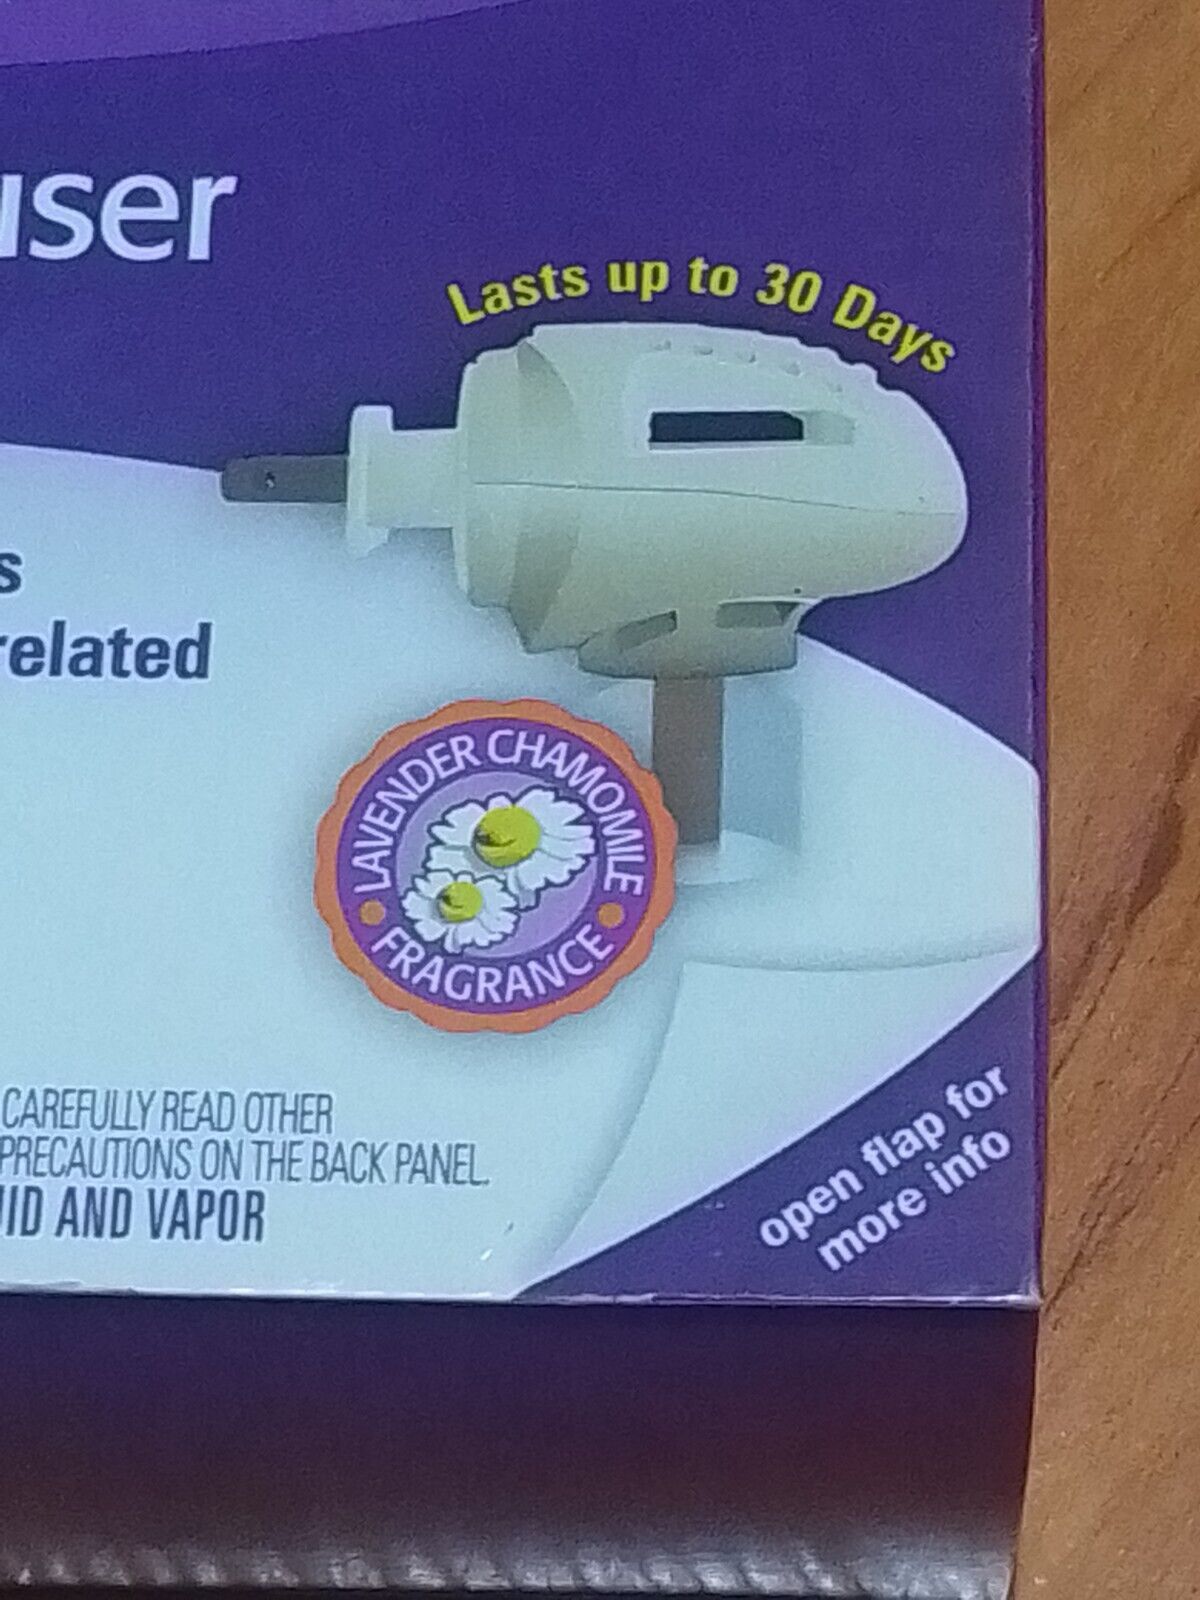 user
Lasts up to 30 Days
s
related
LAVENDER CHAMOMILE
FRAGRANCE
CAREFULLY READ OTHER
PRECAUTIONS ON THE BACK PANEL.
UID AND VAPOR
open flap for
more info